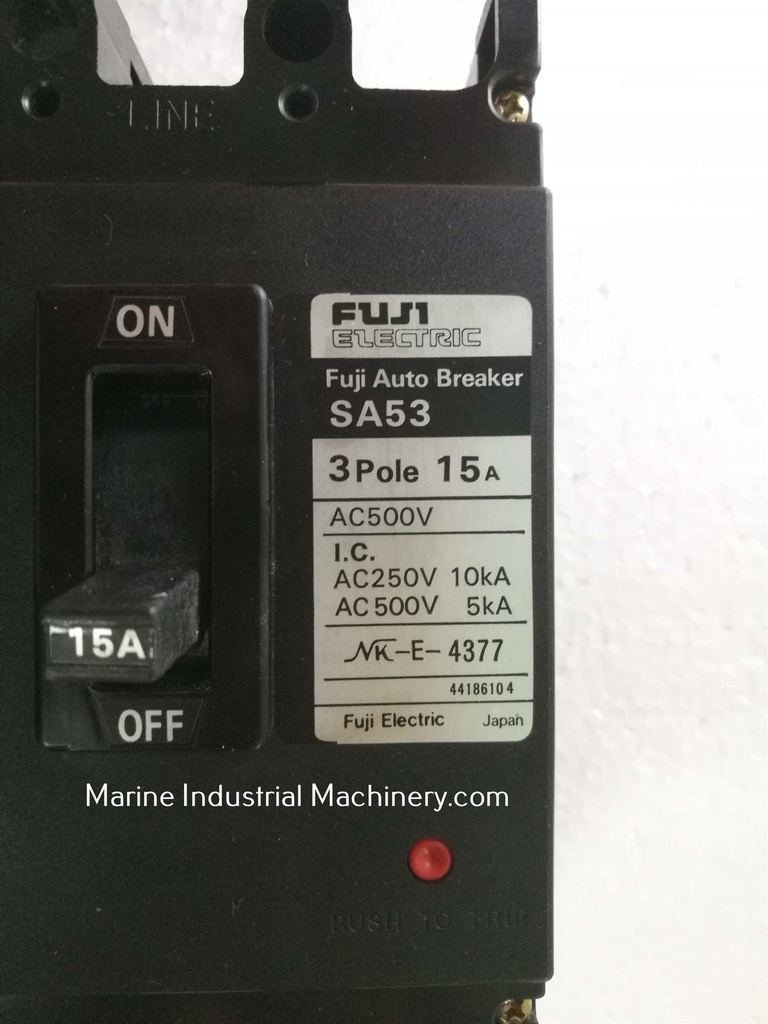 LINE
ON
FUJI
ELECTRIC
Fuji Auto Breaker
SA53
3Pole 15A
AC500V
I.C.
AC250V 10kA
AC500V 5kA
NK-E-4377
44186104
Fuji Electric Japan
15A
OFF
Marine Industrial Machinery.com
PUSH TO TRIP